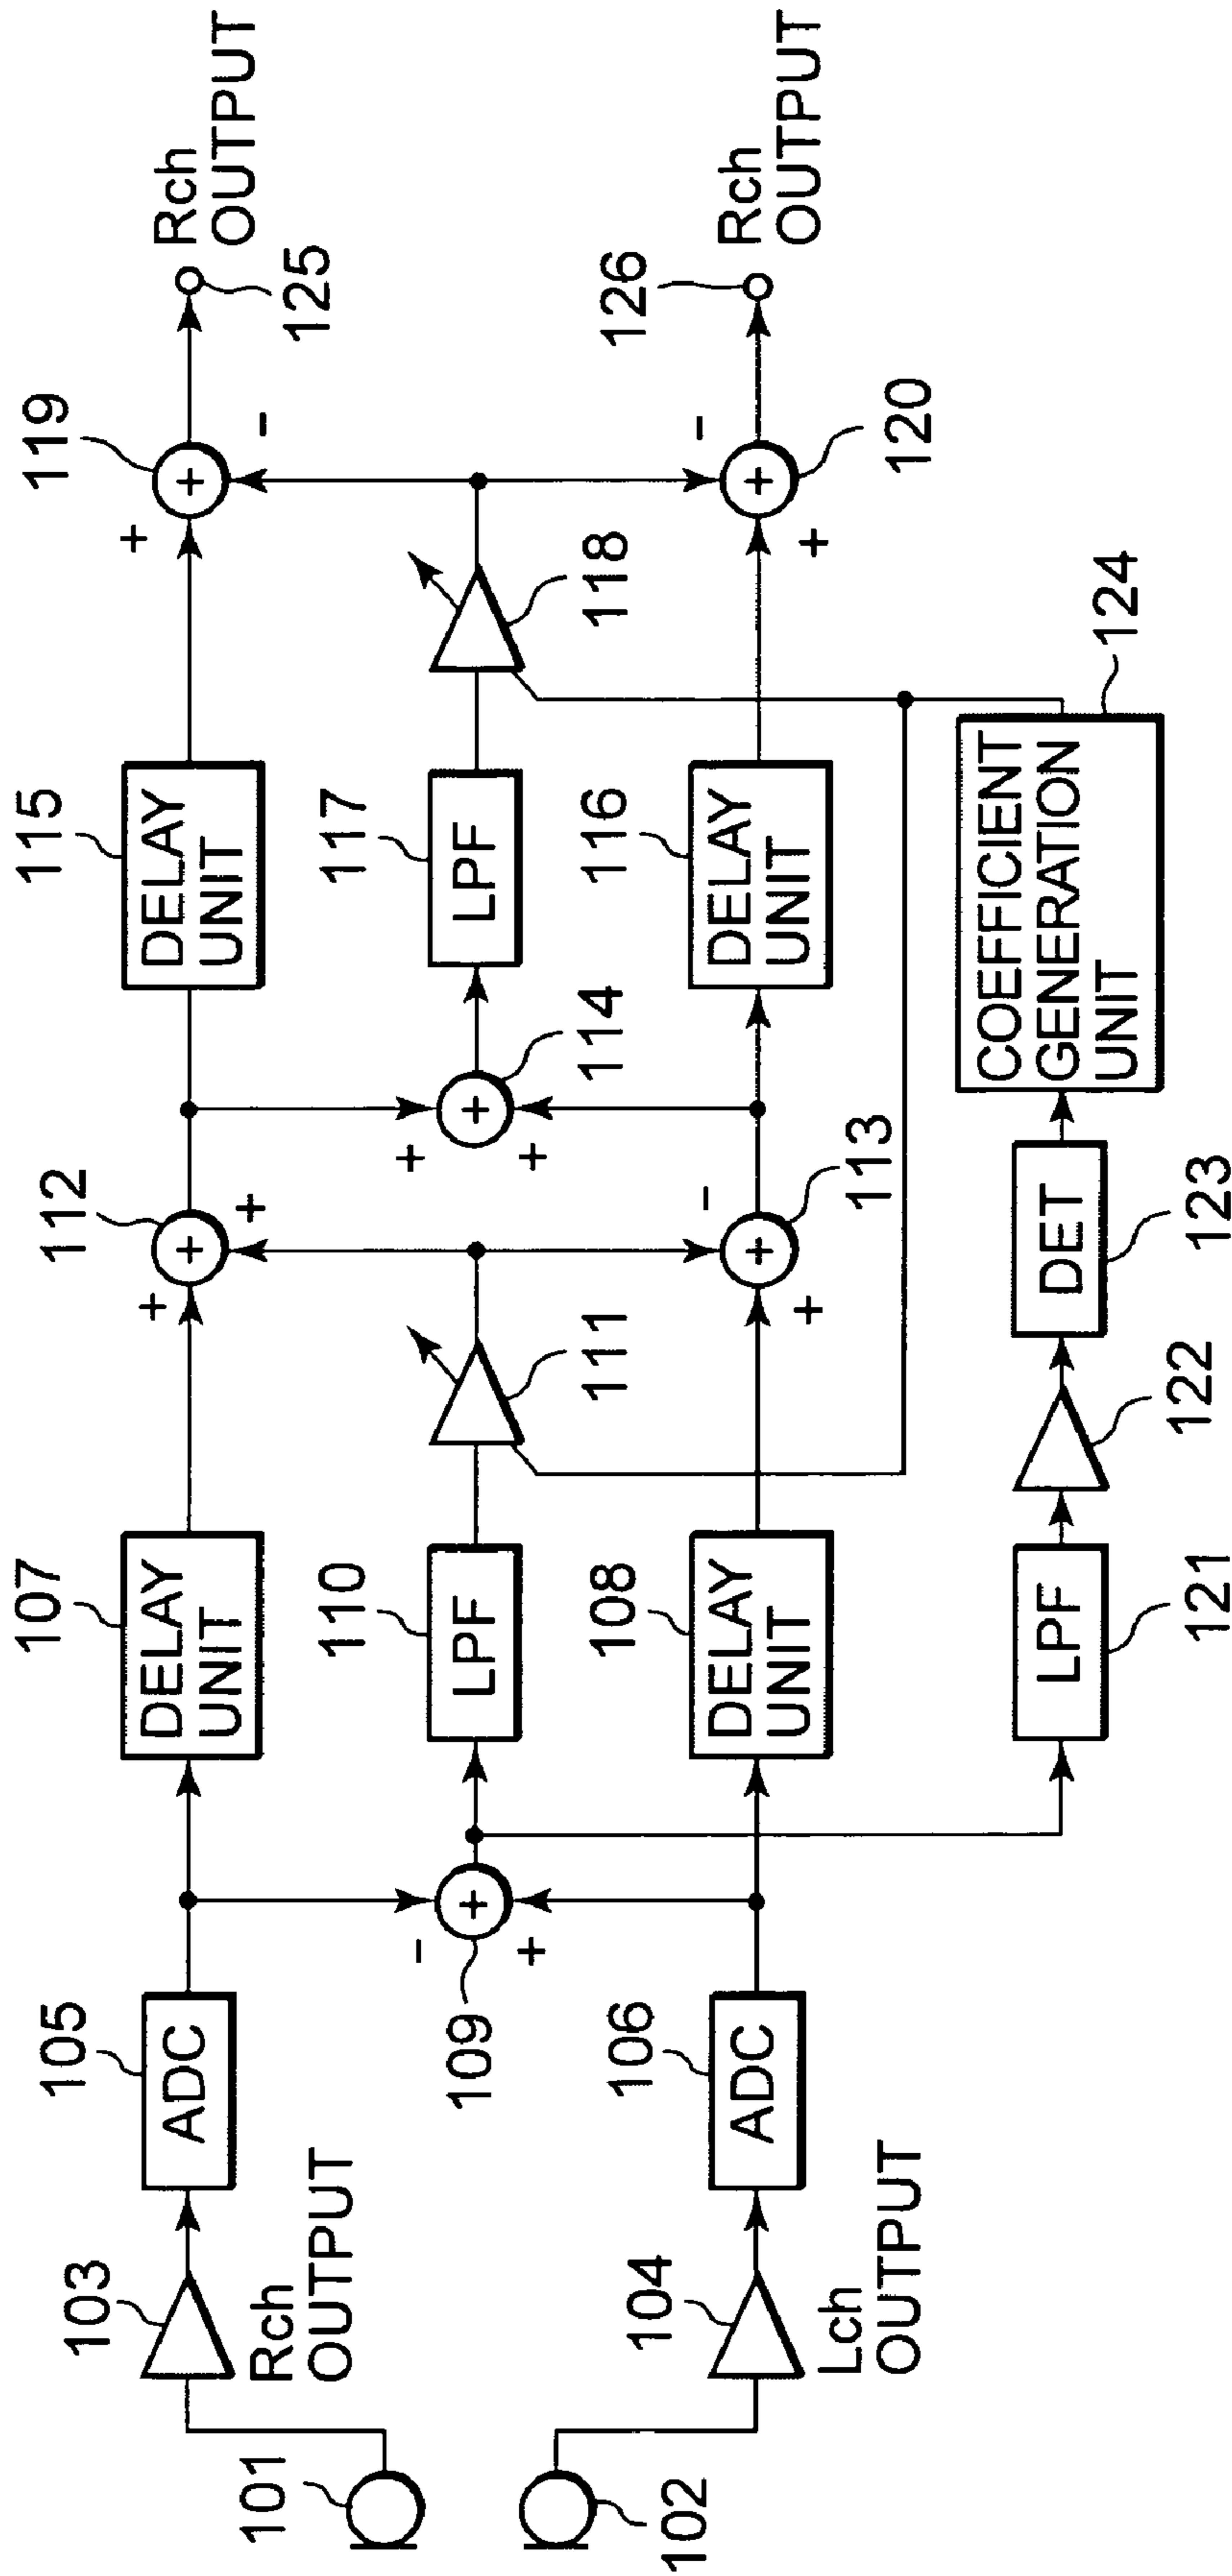 101
102
103
Rch
OUTPUT
104
Lch
OUTPUT
105
ADC
106
ADC
-
+
+
109
107
DELAY
UNIT
110
LPF
108
DELAY
UNIT
LPF
121
111
122
112
+
+
+
-
+
+
113
DET
123
+
+
+
114
115
DELAY
UNIT
117
LPF
116
DELAY
UNIT
COEFFICIENT
GENERATION
UNIT
124
118
119
+
+
-
-
+
+
120
125
Rch
OUTPUT
126
Rch
OUTPUT